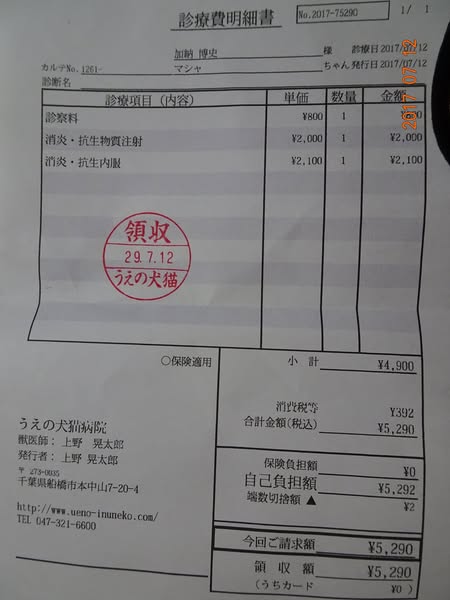 診療費明細書
No.2017-75290
1/ 1
加納 博史 様 診療日 2017/07/12
カルテNo.1261- マシャ ちゃん 発行日 2017/07/12
診断名
診療項目（内容） 単価 数量 金額
診察料 ¥800 1
消炎・抗生物質注射 ¥2,000 1 ¥2,000
消炎・抗生内服 ¥2,100 1 ¥2,100
2017 07 12
領収
29.7.12
うえの犬猫
○保険適用
小計 ¥4,900
消費税等 ¥392
合計金額(税込) ¥5,290
うえの犬猫病院
獣医師： 上野 晃太郎
発行者： 上野 晃太郎
〒 273-0035
千葉県船橋市本中山7-20-4
http://www.ueno-inuneko.com/
TEL 047-321-6600
保険負担額 ¥0
自己負担額 ¥5,292
端数切捨額 ▲ ¥2
今回ご請求額 ¥5,290
領収額 ¥5,290
(うちカード ¥0 )